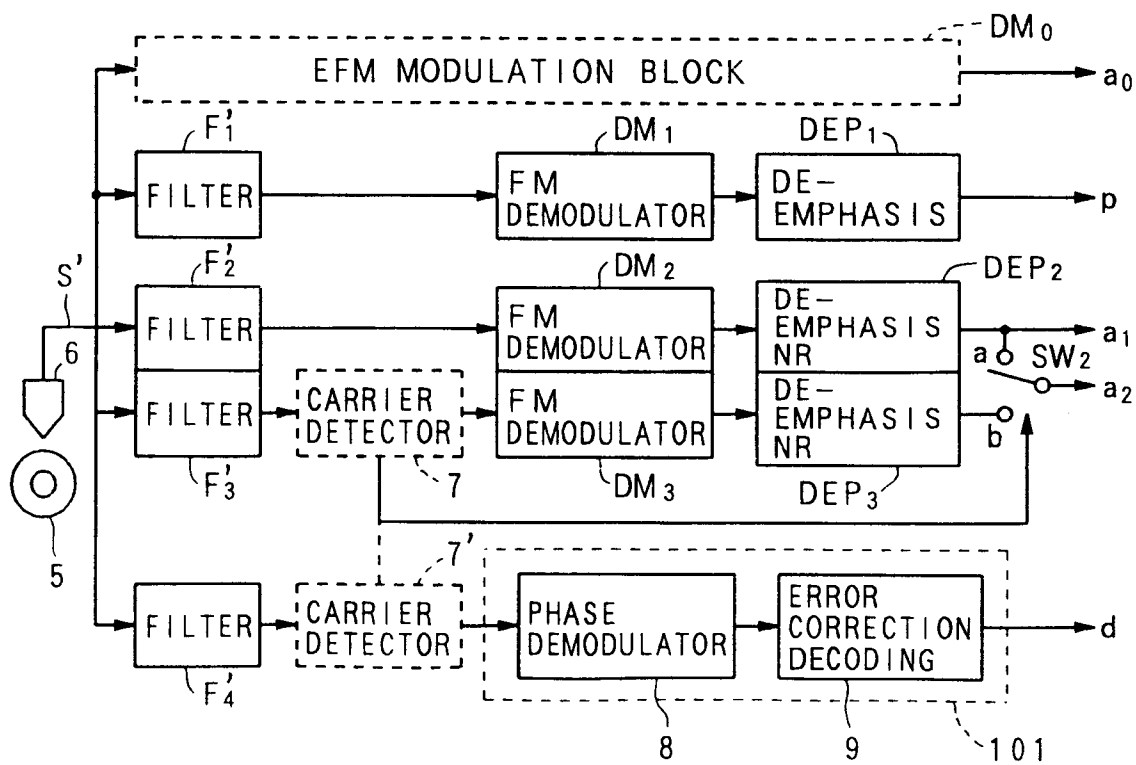 DM₀
EFM MODULATION BLOCK
a₀
F'₁
DM₁
DEP₁
FILTER
FM
DEMODULATOR
DE-
EMPHASIS
p
S'
F'₂
DM₂
DEP₂
6
FILTER
FM
DEMODULATOR
DE-
EMPHASIS
NR
a₁
a
SW₂
a₂
FILTER
CARRIER
DETECTOR
FM
DEMODULATOR
DE-
EMPHASIS
NR
b
F'₃
7
DM₃
DEP₃
5
7'
FILTER
CARRIER
DETECTOR
PHASE
DEMODULATOR
ERROR
CORRECTION
DECODING
d
F'₄
8
9
101